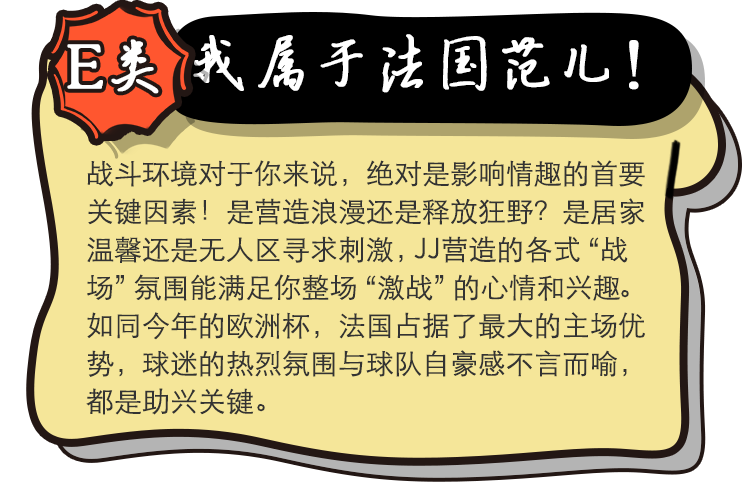 E类 我属于法国范儿！
战斗环境对于你来说，绝对是影响情趣的首要
关键因素！是营造浪漫还是释放狂野？是居家
温馨还是无人区寻求刺激，JJ营造的各式“战
场”氛围能满足你整场“激战”的心情和兴趣。
如同今年的欧洲杯，法国占据了最大的主场优
势，球迷的热烈氛围与球队自豪感不言而喻，
都是助兴关键。